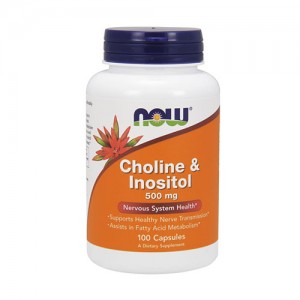 NOW
Choline &
Inositol
500 mg
Nervous System Health*
• Supports Healthy Nerve Transmission*
• Assists in Fatty Acid Metabolism*
100 Capsules
A Dietary Supplement